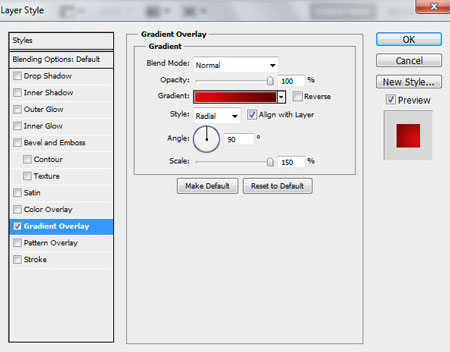 Layer Style
Styles
Blending Options: Default
Drop Shadow
Inner Shadow
Outer Glow
Inner Glow
Bevel and Emboss
Contour
Texture
Satin
Color Overlay
Gradient Overlay
Pattern Overlay
Stroke
Gradient Overlay
Gradient
Blend Mode: Normal
Opacity: 100 %
Gradient: Reverse
Style: Radial Align with Layer
Angle: 90 °
Scale: 150 %
Make Default Reset to Default
OK
Cancel
New Style...
Preview